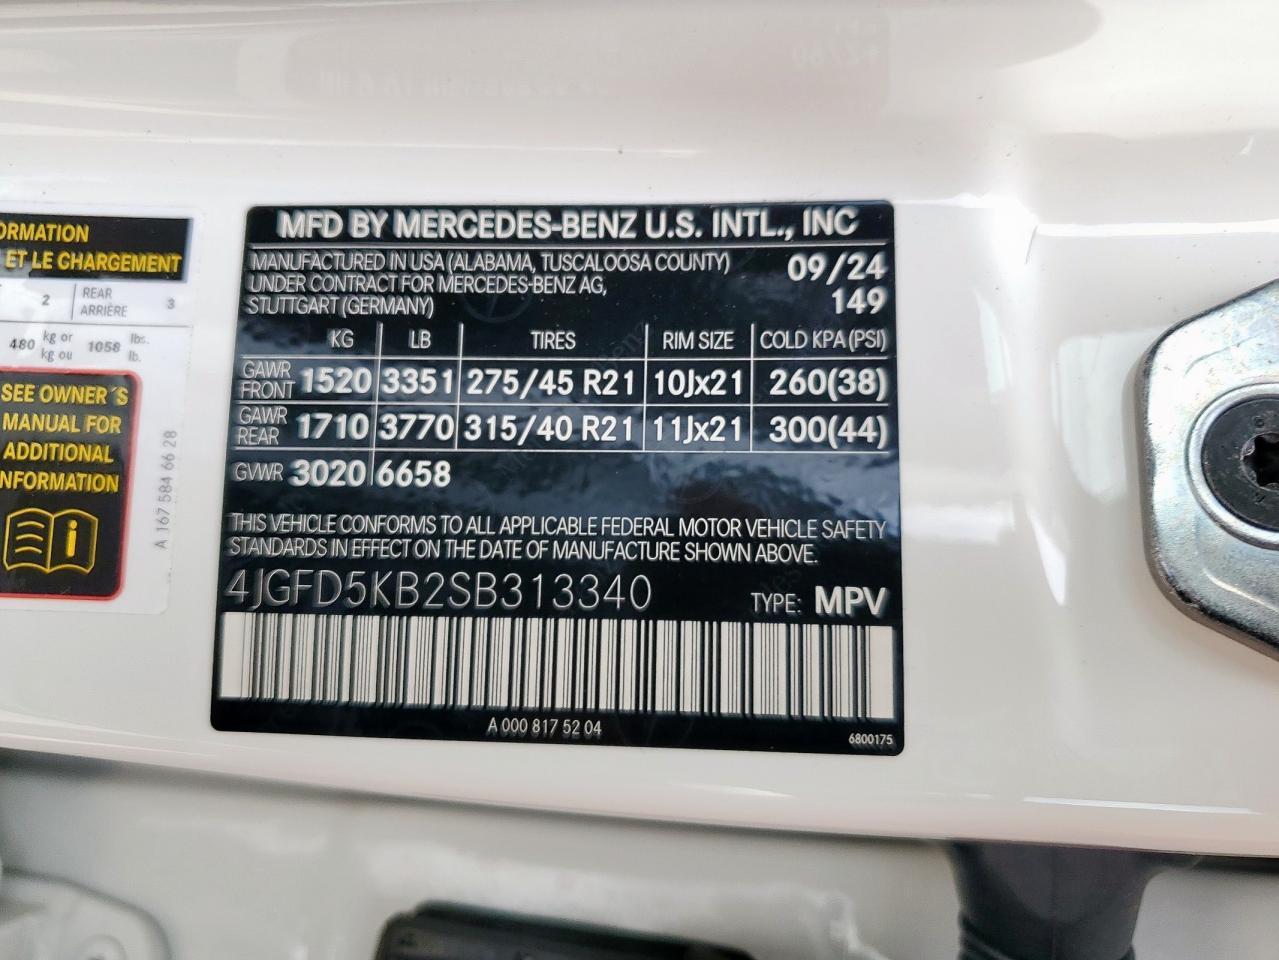 ORMATION
ET LE CHARGEMENT
2 REAR ARRIÈRE 3
480 kg or kg ou 1058 lbs. lb.
SEE OWNER´S
MANUAL FOR
ADDITIONAL
NFORMATION
A 167 584 66 28
MFD BY MERCEDES-BENZ U.S. INTL., INC
MANUFACTURED IN USA (ALABAMA, TUSCALOOSA COUNTY) 09/24
UNDER CONTRACT FOR MERCEDES-BENZ AG,
STUTTGART (GERMANY) 149
KG LB TIRES RIM SIZE COLD KPA (PSI)
GAWR FRONT 1520 3351 275/45 R21 10Jx21 260(38)
GAWR REAR 1710 3770 315/40 R21 11Jx21 300(44)
GVWR 3020 6658
THIS VEHICLE CONFORMS TO ALL APPLICABLE FEDERAL MOTOR VEHICLE SAFETY
STANDARDS IN EFFECT ON THE DATE OF MANUFACTURE SHOWN ABOVE.
4JGFD5KB2SB313340 TYPE: MPV
A 000 817 52 04
6800175